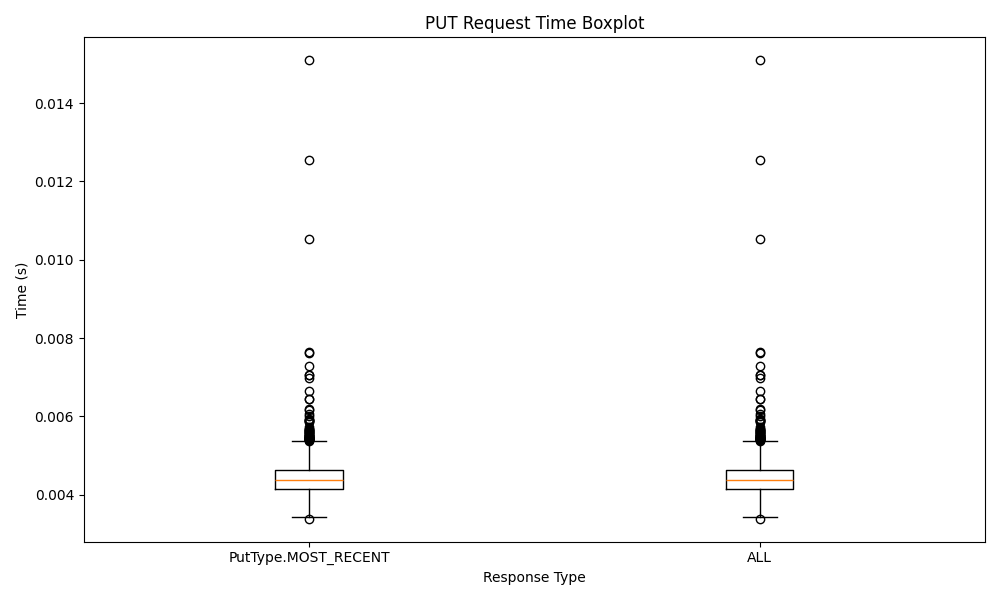 PUT Request Time Boxplot
0.014
0.012
0.010
0.008
0.006
0.004
Time (s)
PutType.MOST_RECENT
ALL
Response Type